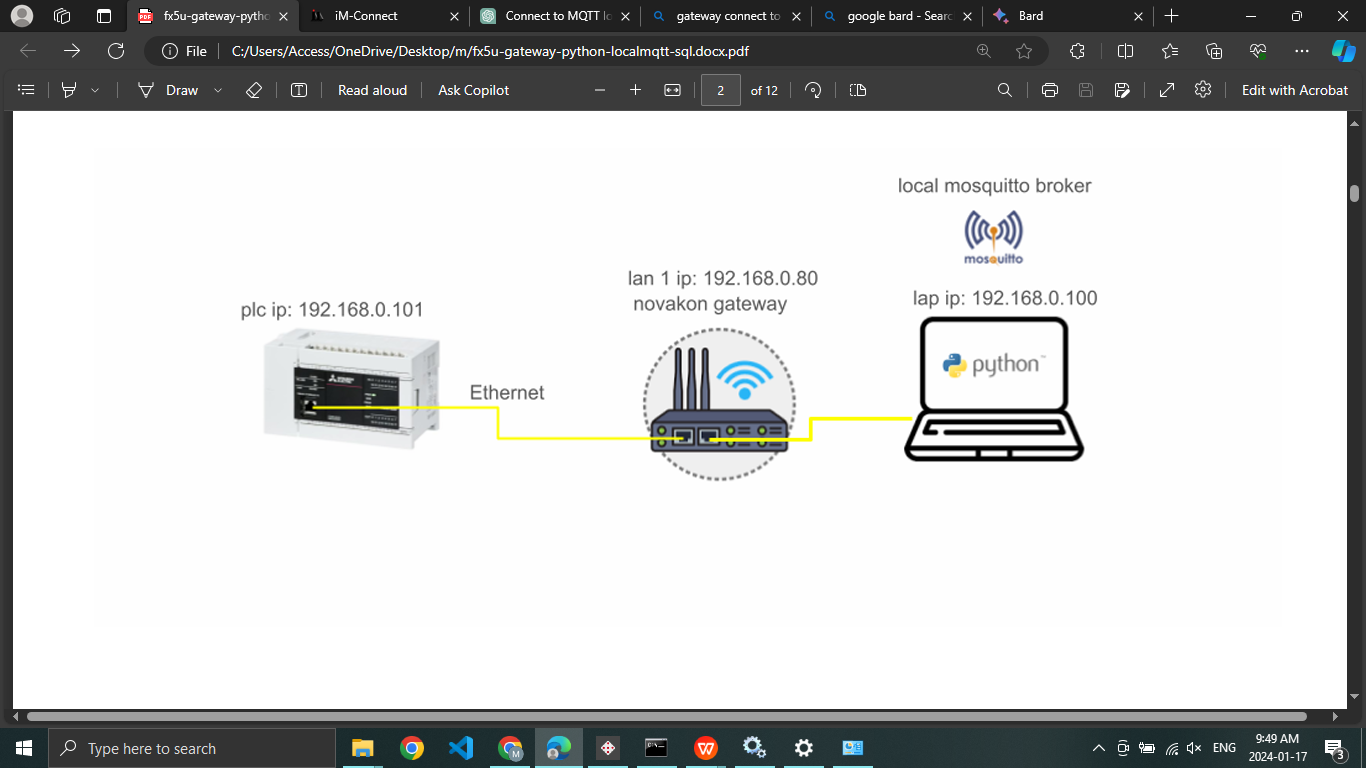 fx5u-gateway-pytho
iM-Connect
Connect to MQTT lo
gateway connect to
google bard - Searc
Bard
File
C:/Users/Access/OneDrive/Desktop/m/fx5u-gateway-python-localmqtt-sql.docx.pdf
Draw
Read aloud
Ask Copilot
2
of 12
Edit with Acrobat
local mosquitto broker
mosquitto
lan 1 ip: 192.168.0.80
novakon gateway
lap ip: 192.168.0.100
plc ip: 192.168.0.101
python
Ethernet
Type here to search
ENG
9:49 AM
2024-01-17
3